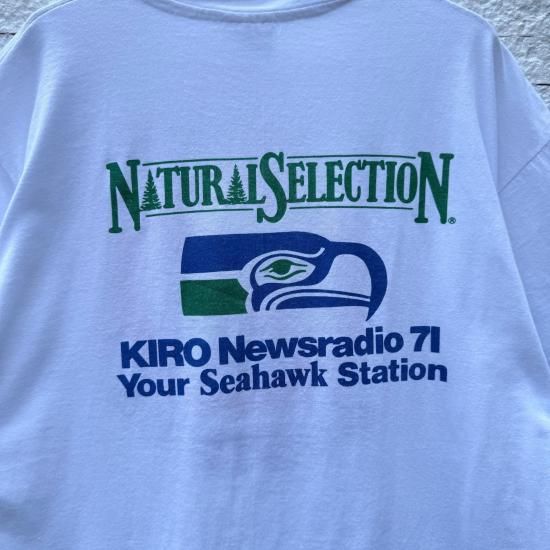 NATURAL SELECTION®
KIRO Newsradio 71
Your Seahawk Station